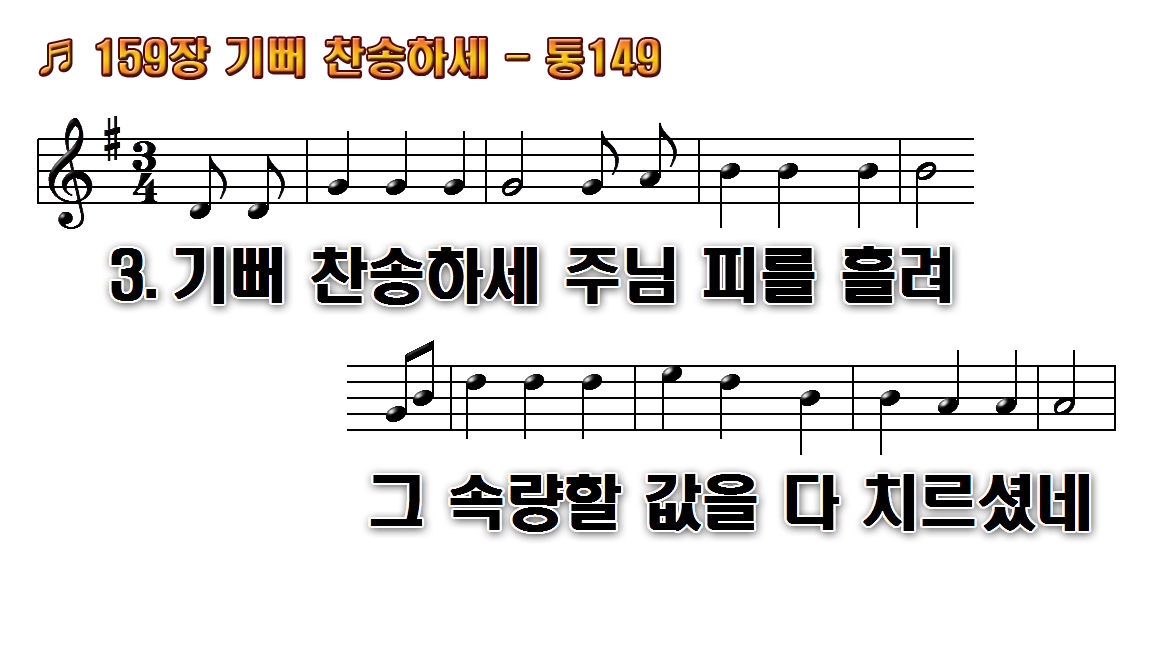 ♬ 159장 기뻐 찬송하세 - 통149
3. 기뻐 찬송하세 주님 피를 흘려
그 속량할 값을 다 치르셨네